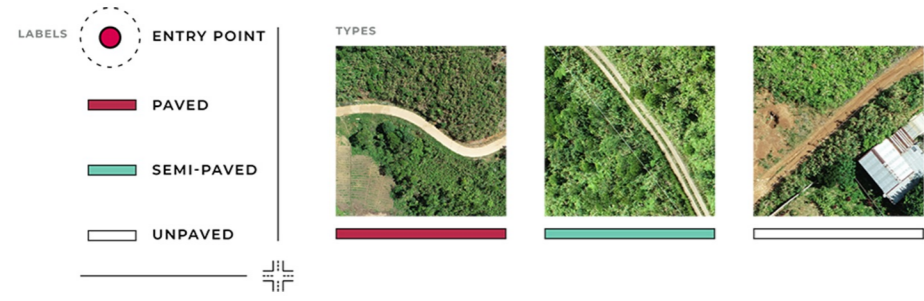 LABELS
ENTRY POINT
PAVED
SEMI-PAVED
UNPAVED
TYPES